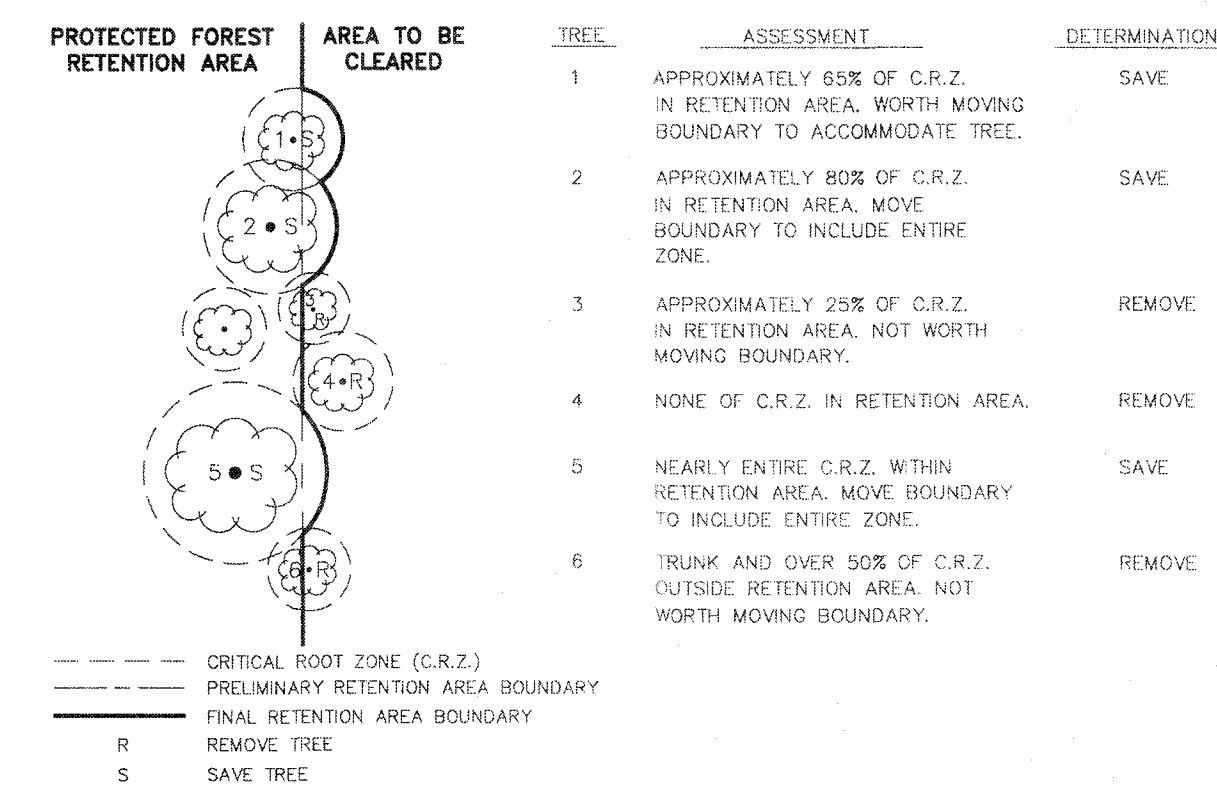 PROTECTED FOREST RETENTION AREA
AREA TO BE CLEARED
TREE ASSESSMENT DETERMINATION
1 APPROXIMATELY 65% OF C.R.Z. SAVE
IN RETENTION AREA. WORTH MOVING
BOUNDARY TO ACCOMMODATE TREE.
2 APPROXIMATELY 80% OF C.R.Z. SAVE
IN RETENTION AREA. MOVE
BOUNDARY TO INCLUDE ENTIRE
ZONE.
3 APPROXIMATELY 25% OF C.R.Z. REMOVE
IN RETENTION AREA. NOT WORTH
MOVING BOUNDARY.
4 NONE OF C.R.Z. IN RETENTION AREA. REMOVE
5 NEARLY ENTIRE C.R.Z. WITHIN SAVE
RETENTION AREA. MOVE BOUNDARY
TO INCLUDE ENTIRE ZONE.
6 TRUNK AND OVER 50% OF C.R.Z. REMOVE
OUTSIDE RETENTION AREA. NOT
WORTH MOVING BOUNDARY.
1 S
2 S
3 R
4 R
5 S
6 R
CRITICAL ROOT ZONE (C.R.Z.)
PRELIMINARY RETENTION AREA BOUNDARY
FINAL RETENTION AREA BOUNDARY
R REMOVE TREE
S SAVE TREE